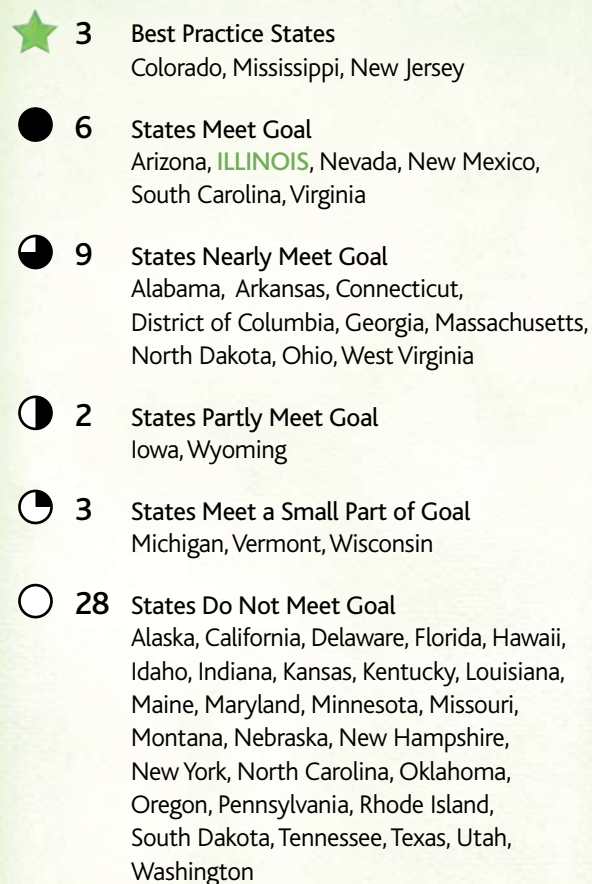 3 Best Practice States
Colorado, Mississippi, New Jersey
6 States Meet Goal
Arizona, ILLINOIS, Nevada, New Mexico,
South Carolina, Virginia
9 States Nearly Meet Goal
Alabama, Arkansas, Connecticut,
District of Columbia, Georgia, Massachusetts,
North Dakota, Ohio, West Virginia
2 States Partly Meet Goal
Iowa, Wyoming
3 States Meet a Small Part of Goal
Michigan, Vermont, Wisconsin
28 States Do Not Meet Goal
Alaska, California, Delaware, Florida, Hawaii,
Idaho, Indiana, Kansas, Kentucky, Louisiana,
Maine, Maryland, Minnesota, Missouri,
Montana, Nebraska, New Hampshire,
New York, North Carolina, Oklahoma,
Oregon, Pennsylvania, Rhode Island,
South Dakota, Tennessee, Texas, Utah,
Washington